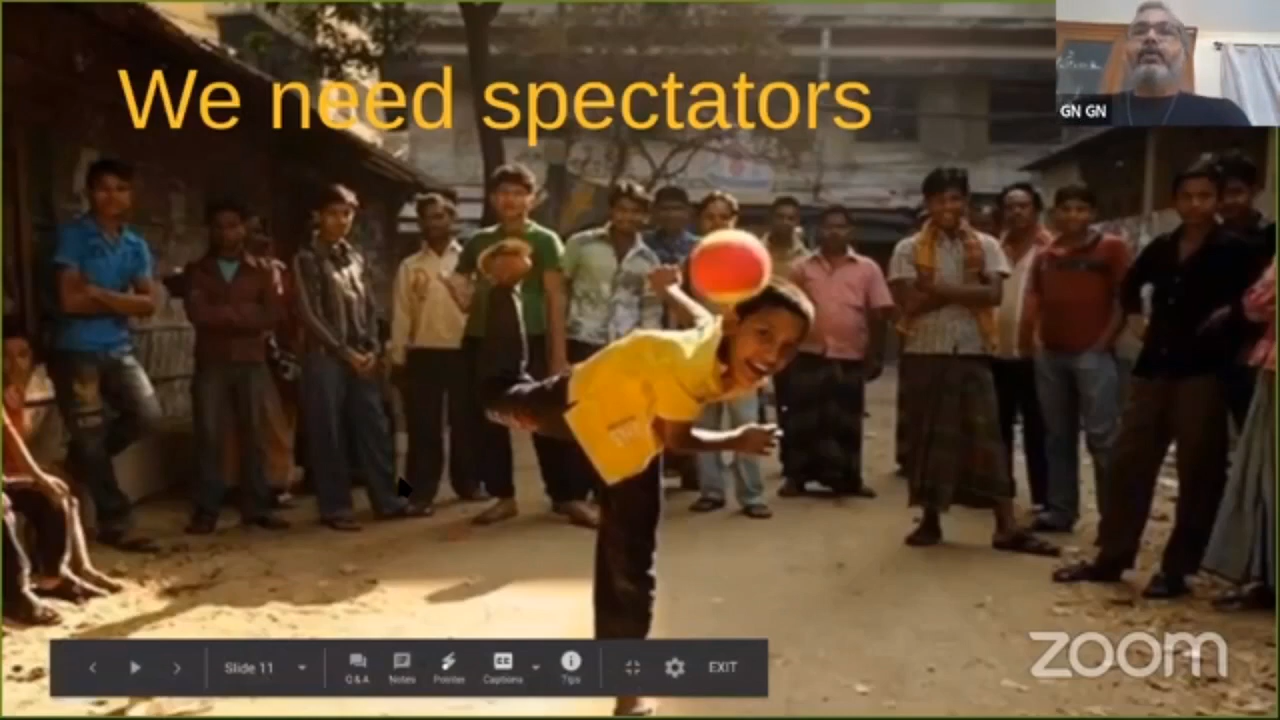 We need spectators
GN GN
Slide 11
Q&A
Notes
Pointer
Captions
Tips
EXIT
zoom